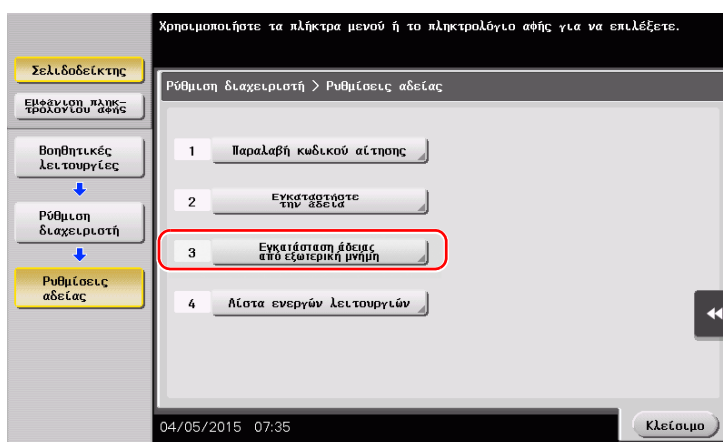 Χρησιμοποιήστε τα πλήκτρα μενού ή το πληκτρολόγιο αφής για να επιλέξετε.
Σελιδοδείκτης
Εμφάνιση πληκ-
τρολογίου αφής
Βοηθητικές
λειτουργίες
Ρύθμιση
διαχειριστή
Ρυθμίσεις
αδείας
Ρύθμιση διαχειριστή > Ρυθμίσεις αδείας
1 Παραλαβή κωδικού αίτησης
2 Εγκαταστήστε
την άδεια
3 Εγκατάσταση άδειας
από εξωτερική μνήμη
4 Λίστα ενεργών λειτουργιών
04/05/2015 07:35
Κλείσιμο